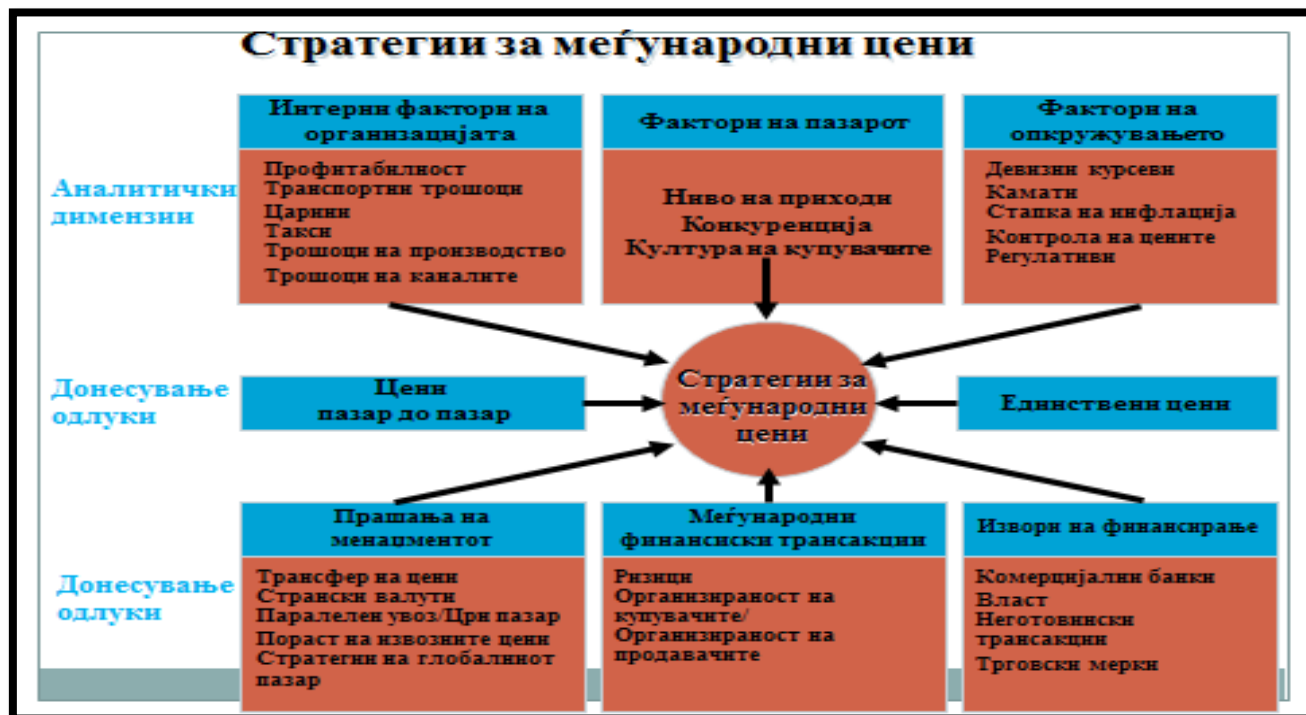 Стратегии за меѓународни цени
Аналитички
димензии
Интерни фактори на
организацијата
Профитабилност
Транспортни трошоци
Царини
Такси
Трошоци на производство
Трошоци на каналите
Фактори на пазарот
Ниво на приходи
Конкуренција
Култура на купувачите
Фактори на
опкружувањето
Девизни курсеви
Камати
Стапка на инфлација
Контрола на цените
Регулативи
Донесување
одлуки
Цени
пазар до пазар
Стратегии за
меѓународни
цени
Единствени цени
Донесување
одлуки
Прашања на
менаџментот
Трансфер на цени
Странски валути
Паралелен увоз/Црн пазар
Пораст на извозните цени
Стратегии на глобалниот
пазар
Меѓународни
финансиски трансакции
Ризици
Организираност на
купувачите/
Организираност на
продавачите
Извори на финансирање
Комерцијални банки
Власт
Неготовински
трансакции
Трговски мерки